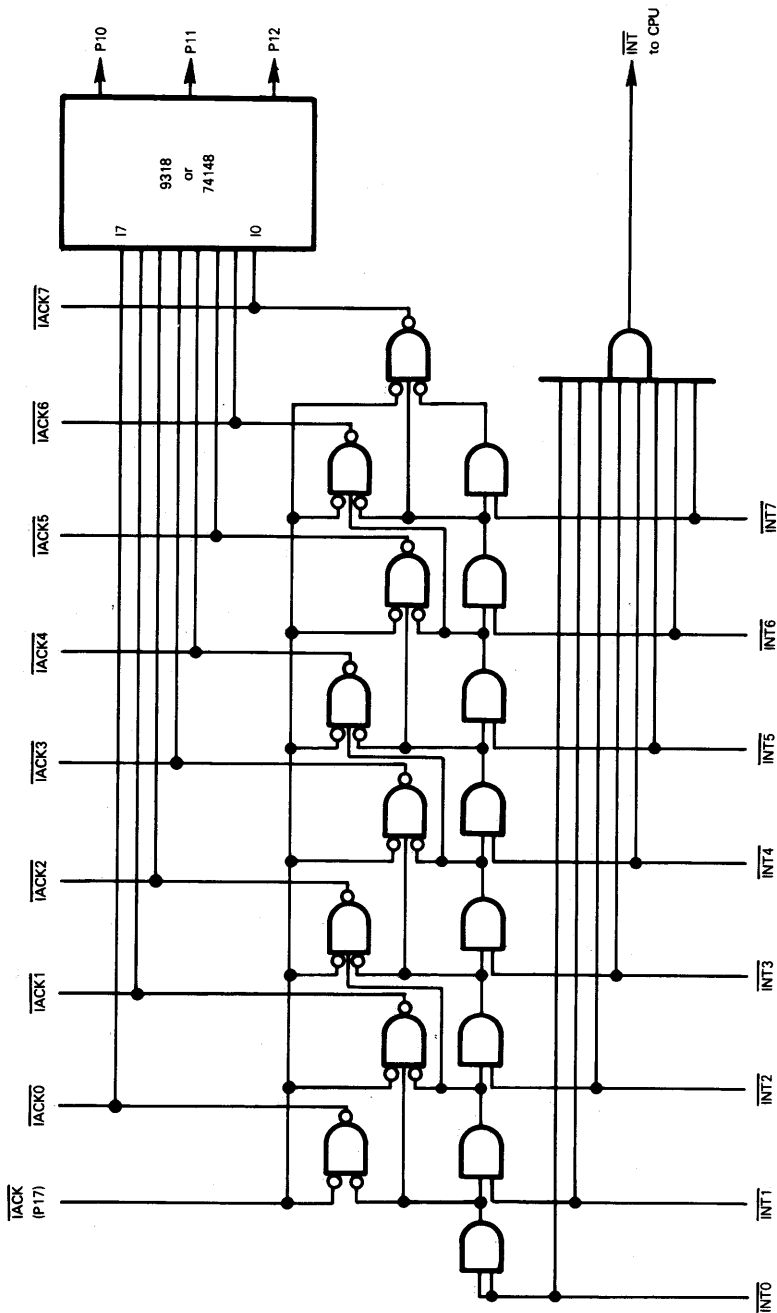 IACK
(P17)
IACK0
IACK1
IACK2
IACK3
IACK4
IACK5
IACK6
IACK7
I7
I0
9318
or
74148
P10
P11
P12
INT
to CPU
INT0
INT1
INT2
INT3
INT4
INT5
INT6
INT7